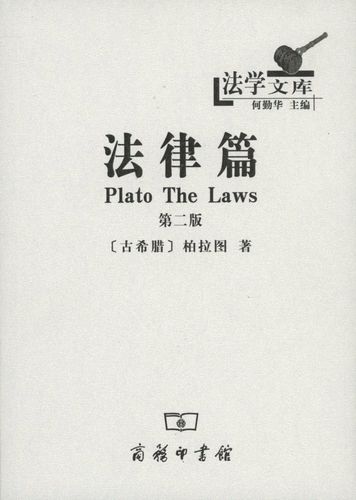 法学文库
何勤华 主编
法律篇
Plato The Laws
第二版
〔古希腊〕柏拉图 著
商務印書館